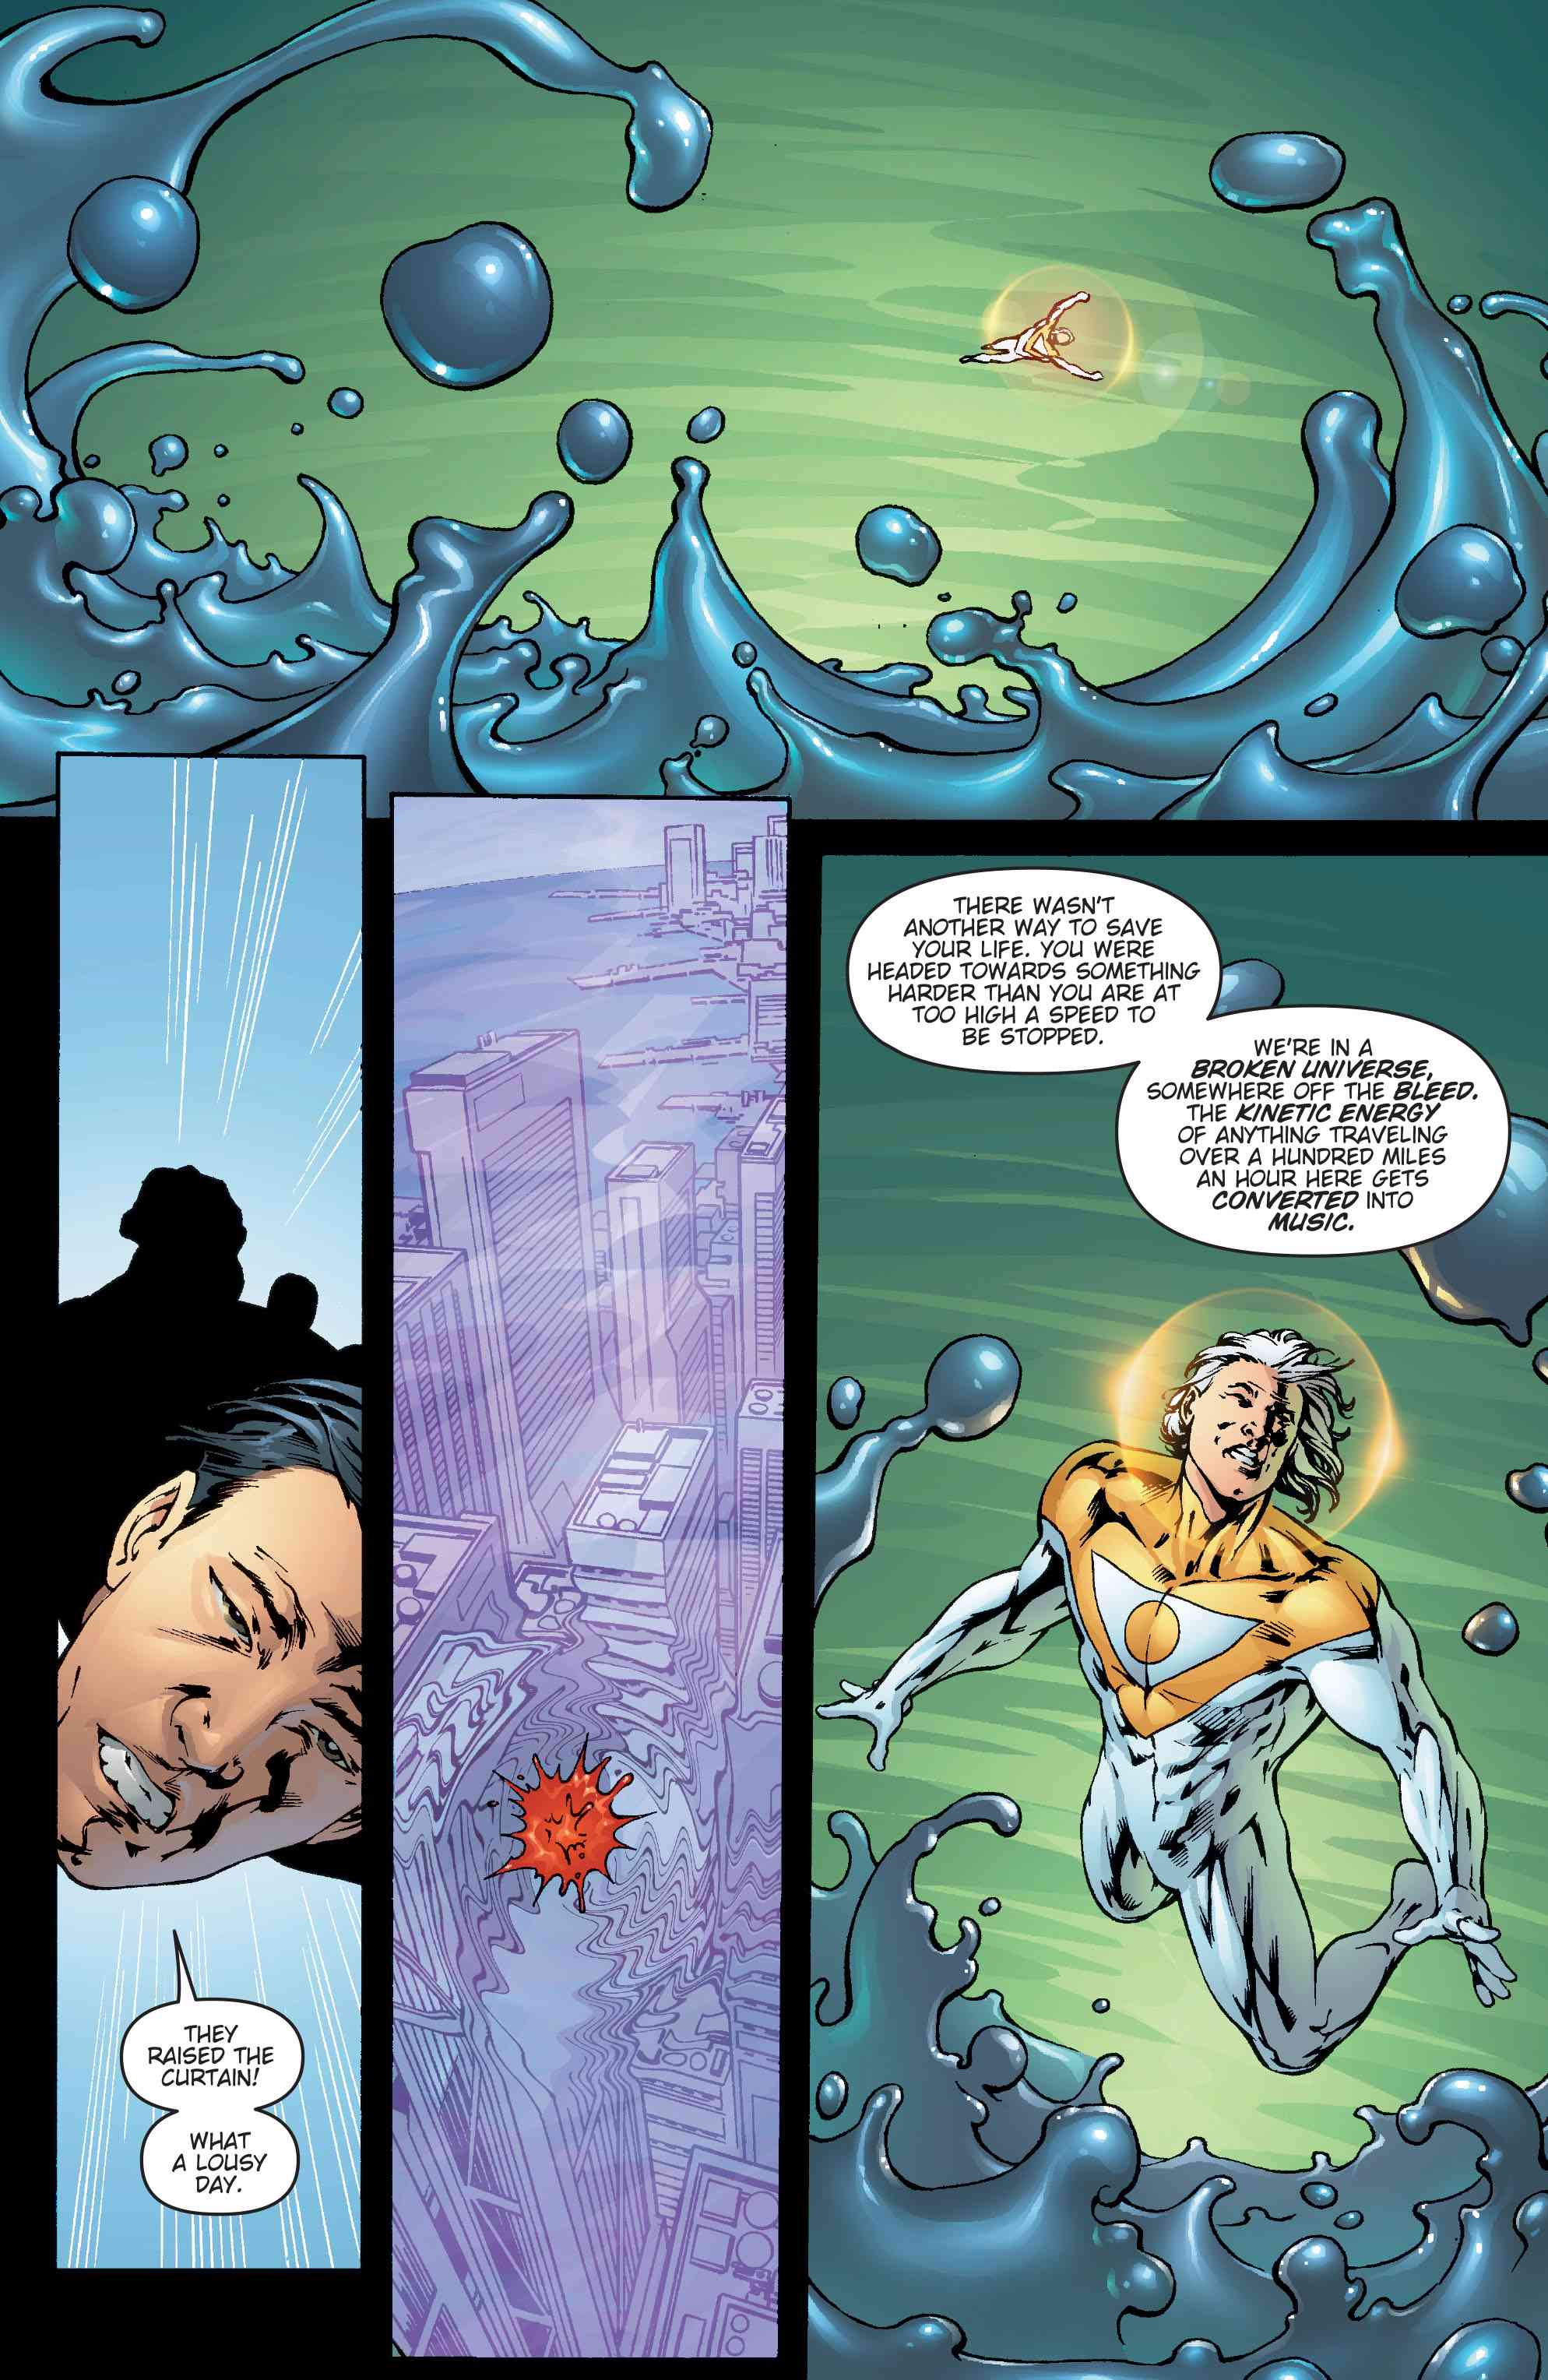 THEY
RAISED THE
CURTAIN!
WHAT
A LOUSY
DAY.
THERE WASN'T
ANOTHER WAY TO SAVE
YOUR LIFE. YOU WERE
HEADED TOWARDS SOMETHING
HARDER THAN YOU ARE AT
TOO HIGH A SPEED TO
BE STOPPED.
WE'RE IN A
BROKEN UNIVERSE,
SOMEWHERE OFF THE BLEED.
THE KINETIC ENERGY
OF ANYTHING TRAVELING
OVER A HUNDRED MILES
AN HOUR HERE GETS
CONVERTED INTO
MUSIC.